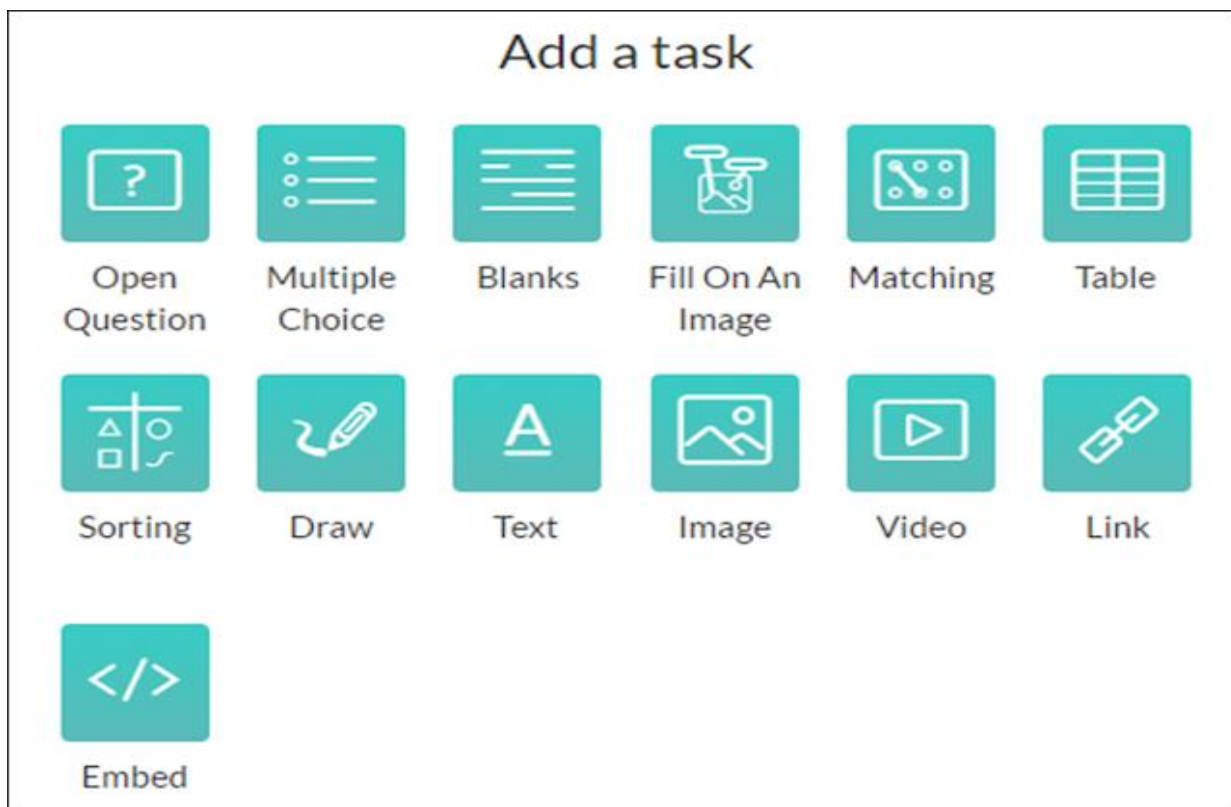 Add a task
Open Question
Multiple Choice
Blanks
Fill On An Image
Matching
Table
Sorting
Draw
A
Text
Image
Video
Link
</>
Embed